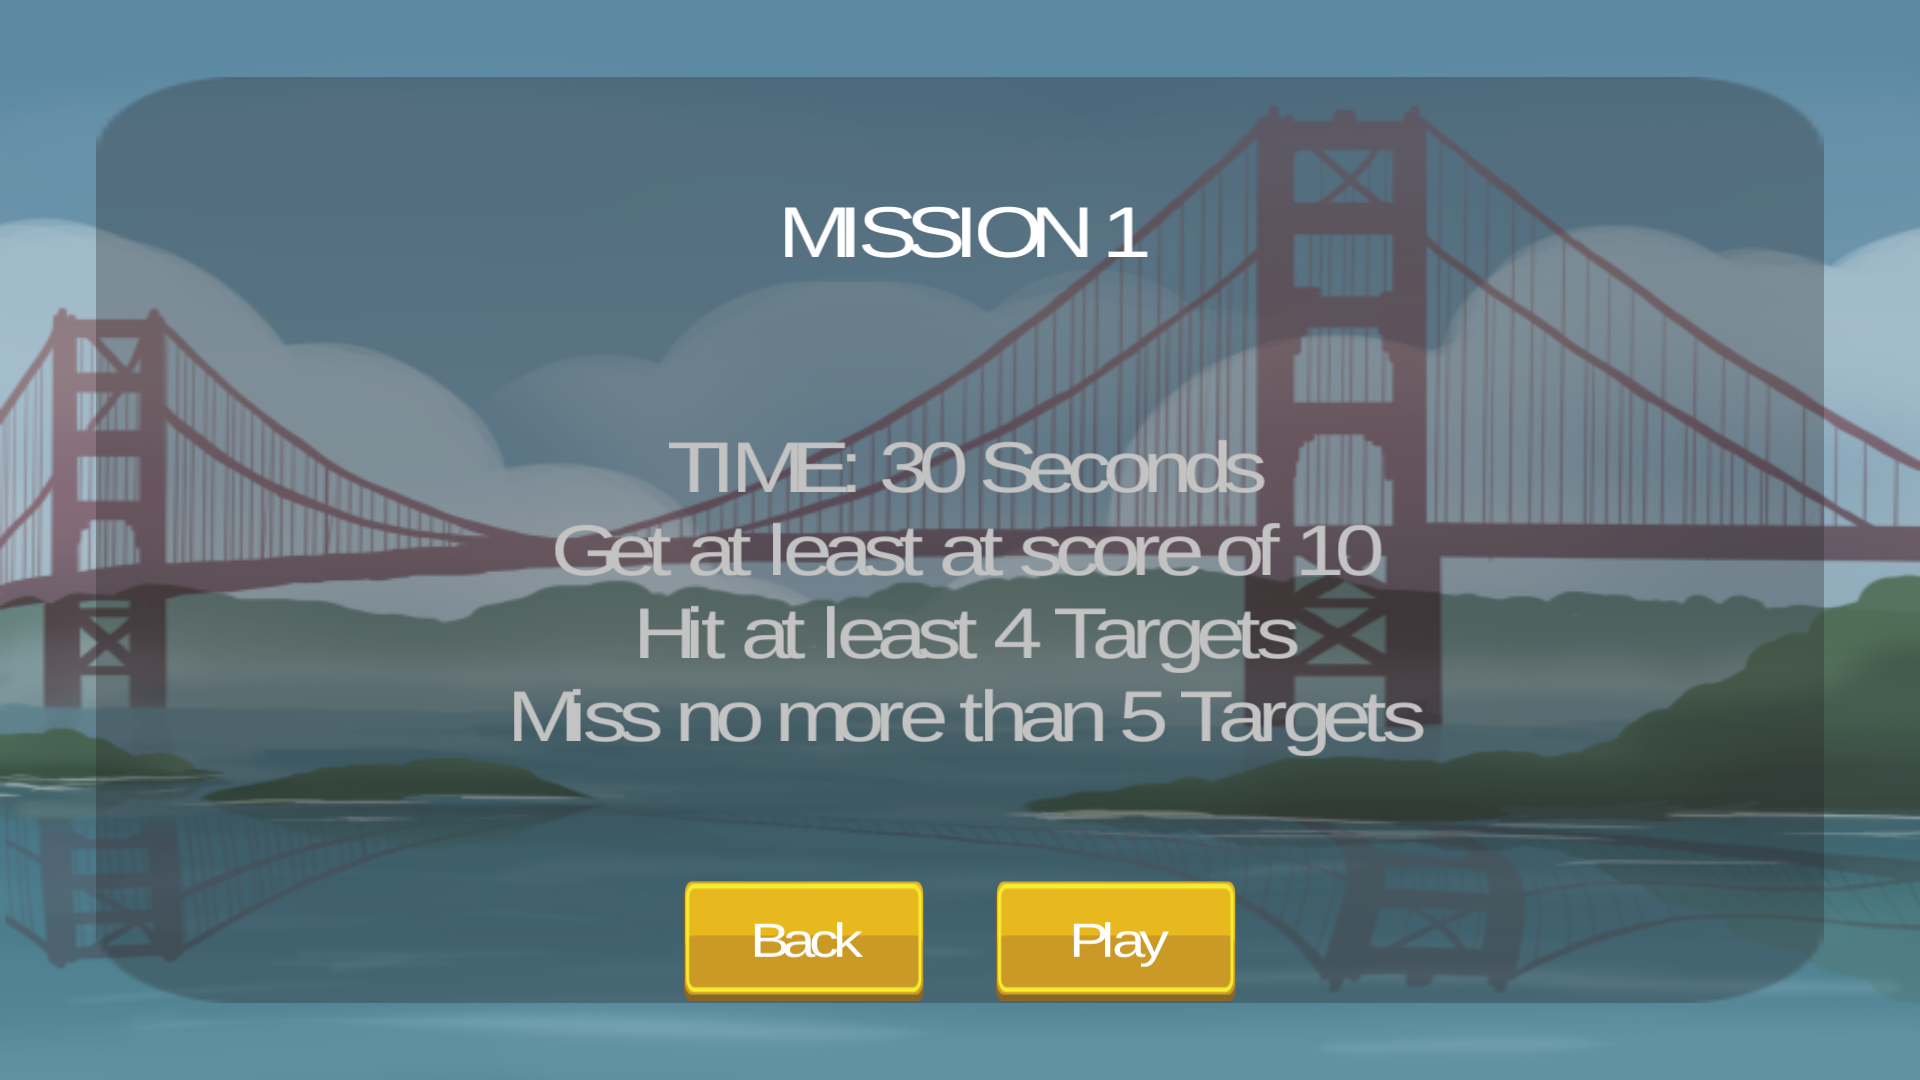 MISSION 1
TIME: 30 Seconds
Get at least at score of 10
Hit at least 4 Targets
Miss no more than 5 Targets
Back
Play